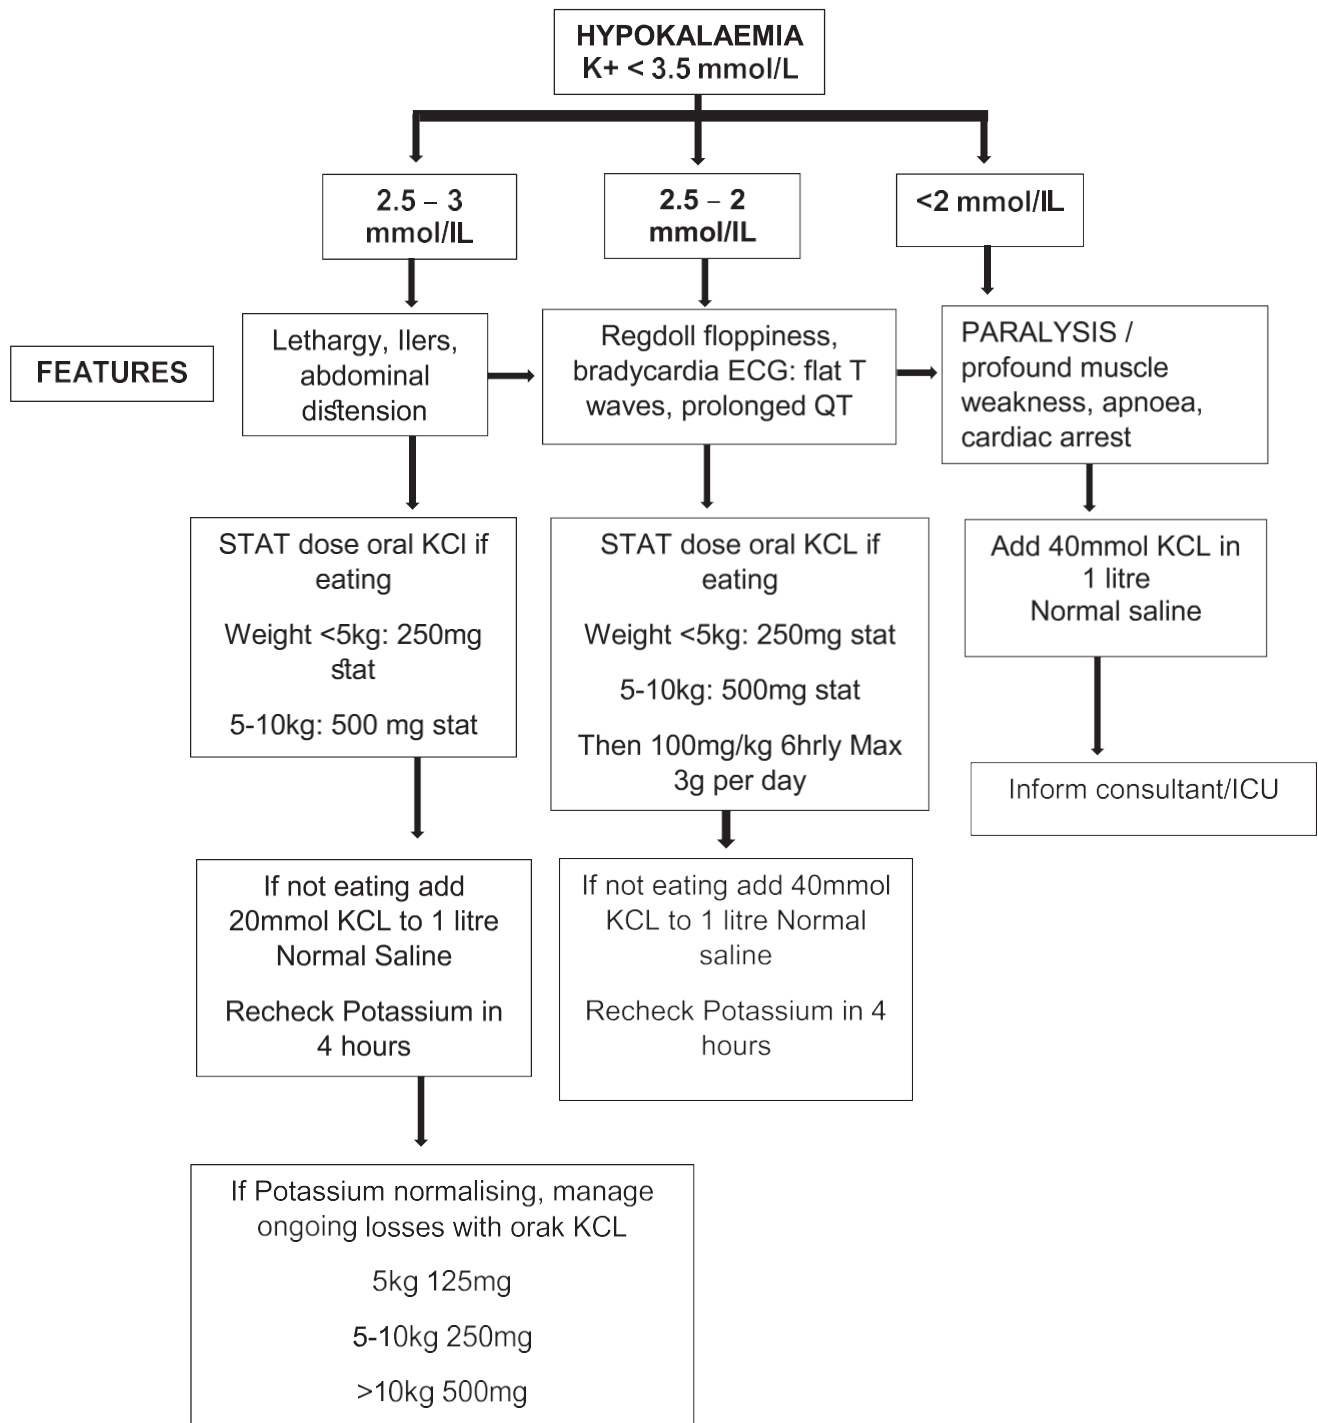 HYPOKALAEMIA
K+ < 3.5 mmol/L
2.5 – 3
mmol/IL
2.5 – 2
mmol/IL
<2 mmol/IL
FEATURES
Lethargy, Ilers,
abdominal
distension
Regdoll floppiness,
bradycardia ECG: flat T
waves, prolonged QT
PARALYSIS /
profound muscle
weakness, apnoea,
cardiac arrest
STAT dose oral KCl if
eating
Weight <5kg: 250mg
stat
5-10kg: 500 mg stat
STAT dose oral KCL if
eating
Weight <5kg: 250mg stat
5-10kg: 500mg stat
Then 100mg/kg 6hrly Max
3g per day
Add 40mmol KCL in
1 litre
Normal saline
Inform consultant/ICU
If not eating add
20mmol KCL to 1 litre
Normal Saline
Recheck Potassium in
4 hours
If not eating add 40mmol
KCL to 1 litre Normal
saline
Recheck Potassium in 4
hours
If Potassium normalising, manage
ongoing losses with orak KCL
5kg 125mg
5-10kg 250mg
>10kg 500mg